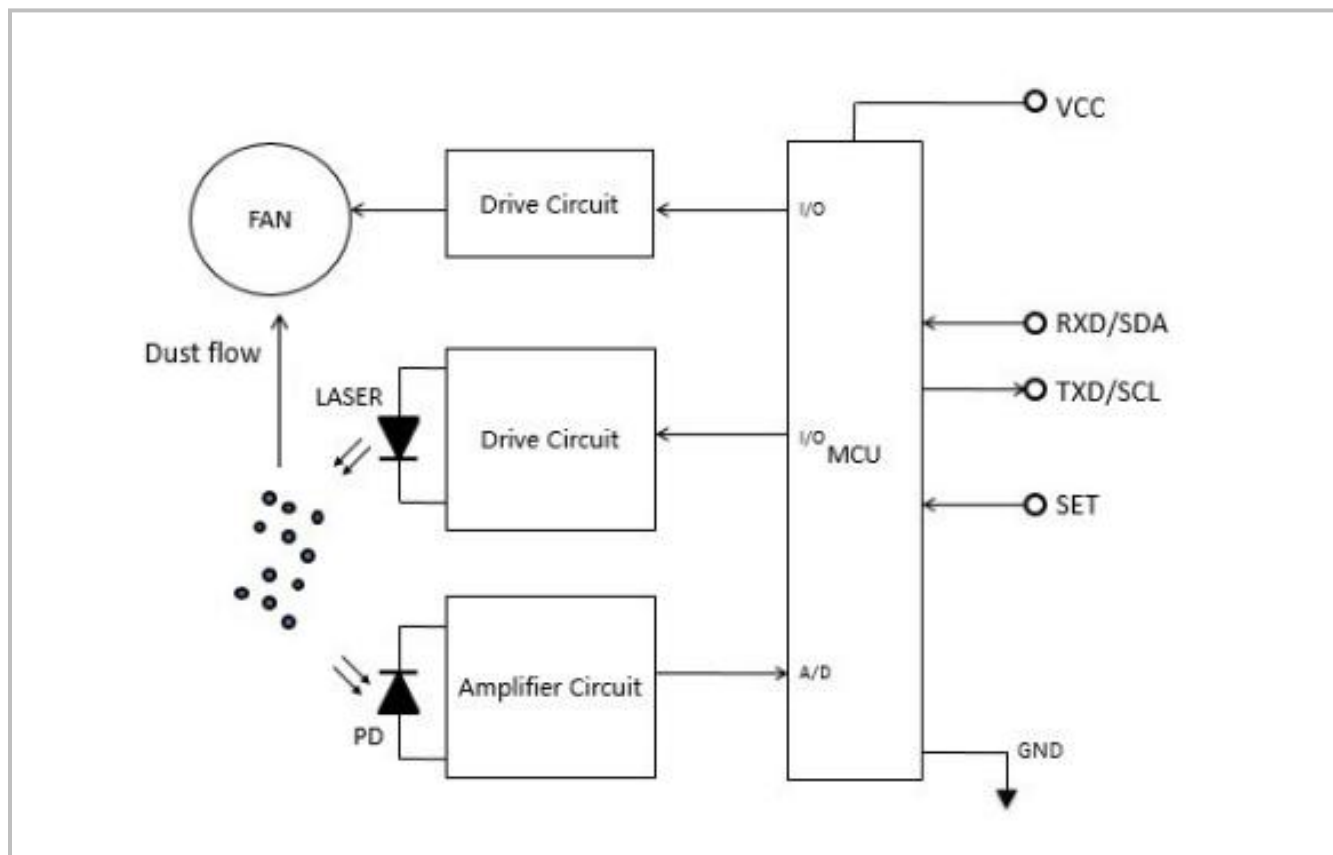 VCC
FAN
Drive Circuit
I/O
Dust flow
RXD/SDA
LASER
TXD/SCL
Drive Circuit
I/O
MCU
SET
Amplifier Circuit
A/D
PD
GND